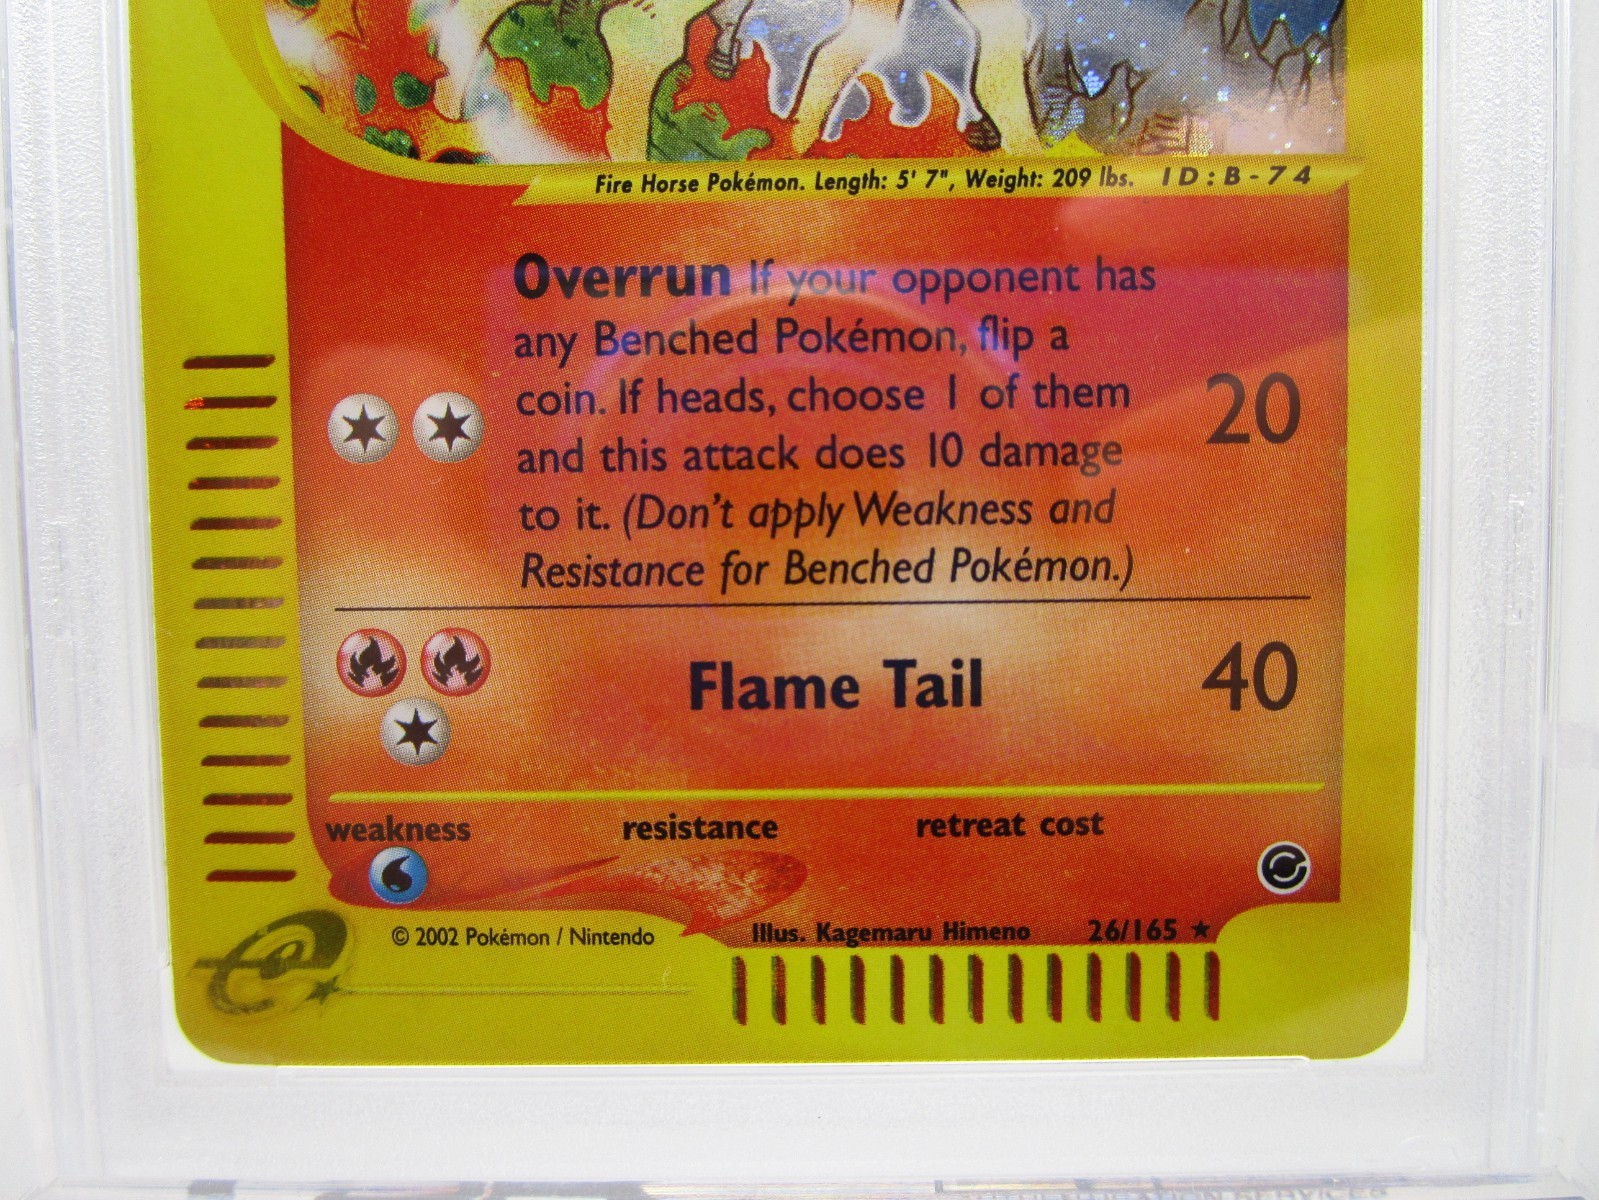 Fire Horse Pokémon. Length: 5' 7", Weight: 209 lbs. ID:B-74
Overrun If your opponent has
any Benched Pokémon, flip a
coin. If heads, choose 1 of them
and this attack does 10 damage
to it. (Don't apply Weakness and
Resistance for Benched Pokémon.)
20
Flame Tail 40
weakness resistance retreat cost
© 2002 Pokémon / Nintendo Illus. Kagemaru Himeno 26/165 ★
e